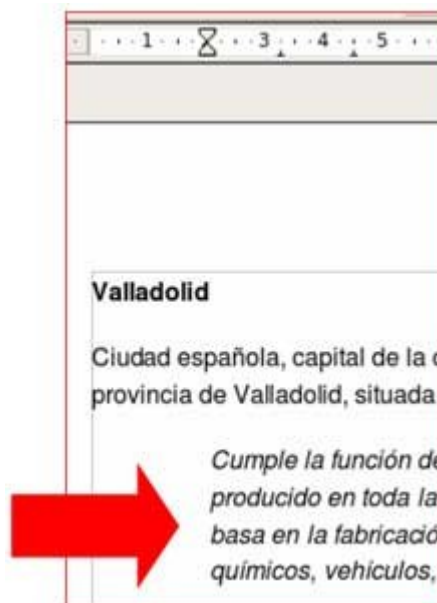 1 3 4 5
Valladolid
Ciudad española, capital de la
provincia de Valladolid, situada
Cumple la función de
producido en toda la
basa en la fabricació
químicos, vehículos,